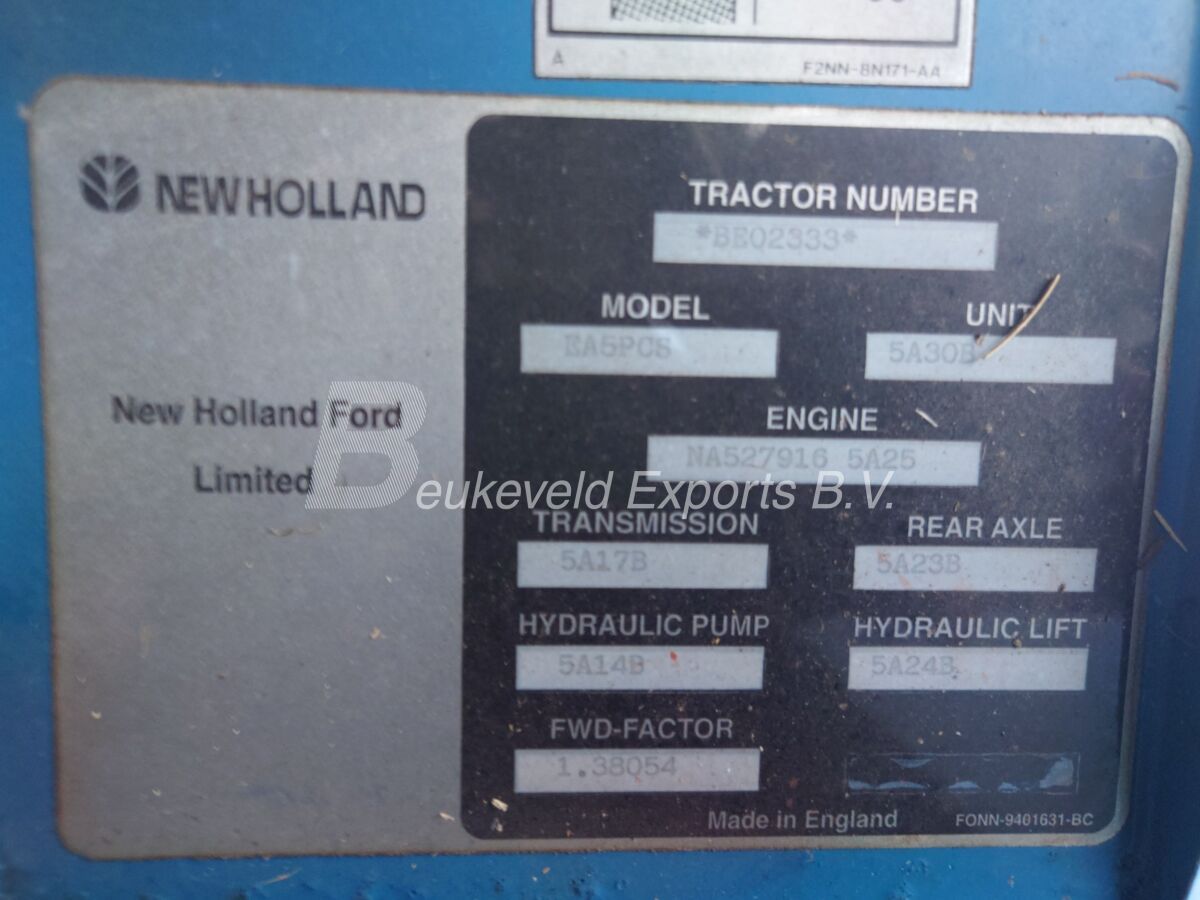 A F2NN-8N171-AA
NEW HOLLAND
TRACTOR NUMBER
*BE02333*
MODEL UNIT
EA5PCS 5A30B
New Holland Ford
Limited
ENGINE
NA527916 5A25
Beukeveld Exports B.V.
TRANSMISSION REAR AXLE
5A17B 5A23B
HYDRAULIC PUMP HYDRAULIC LIFT
5A14B 5A24B
FWD-FACTOR
1.38054
Made in England FONN-9401631-BC